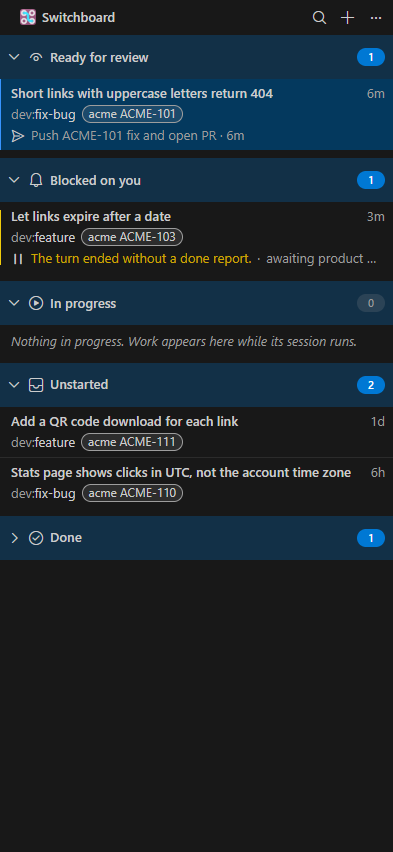 Switchboard
Ready for review 1
Short links with uppercase letters return 404 6m
dev:fix-bug acme ACME-101
Push ACME-101 fix and open PR · 6m
Blocked on you 1
Let links expire after a date 3m
dev:feature acme ACME-103
The turn ended without a done report. · awaiting product ...
In progress 0
Nothing in progress. Work appears here while its session runs.
Unstarted 2
Add a QR code download for each link 1d
dev:feature acme ACME-111
Stats page shows clicks in UTC, not the account time zone 6h
dev:fix-bug acme ACME-110
Done 1